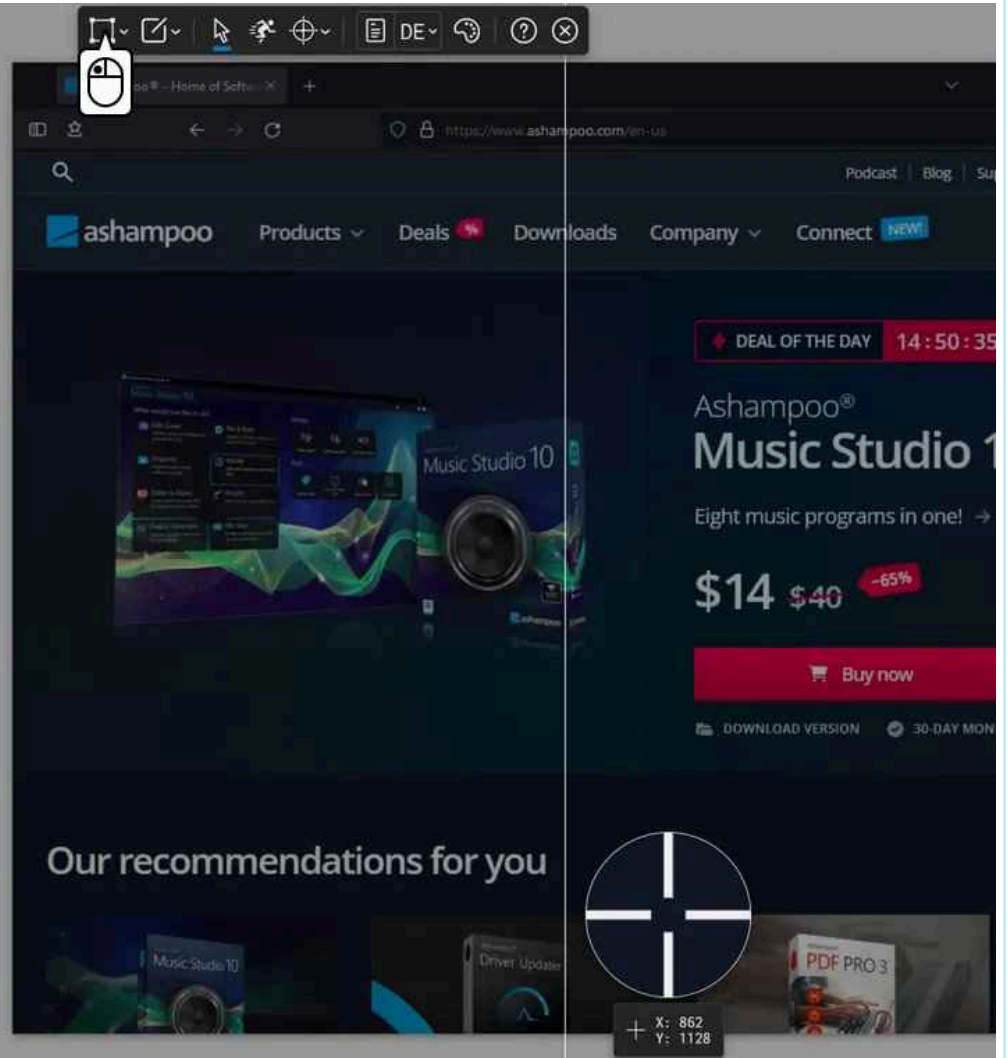 DE
oo® – Home of Softw
https://www.ashampoo.com/en-us
Podcast | Blog | Sup
ashampoo
Products
Deals %
Downloads
Company
Connect NEW!
DEAL OF THE DAY 14:50:35
Ashampoo®
Music Studio 1
Eight music programs in one! →
$14 $40 -65%
Buy now
DOWNLOAD VERSION 30-DAY MON
Music Studio 10
Our recommendations for you
Music Studio 10
Driver Updater
PDF PRO 3
X: 862
Y: 1128